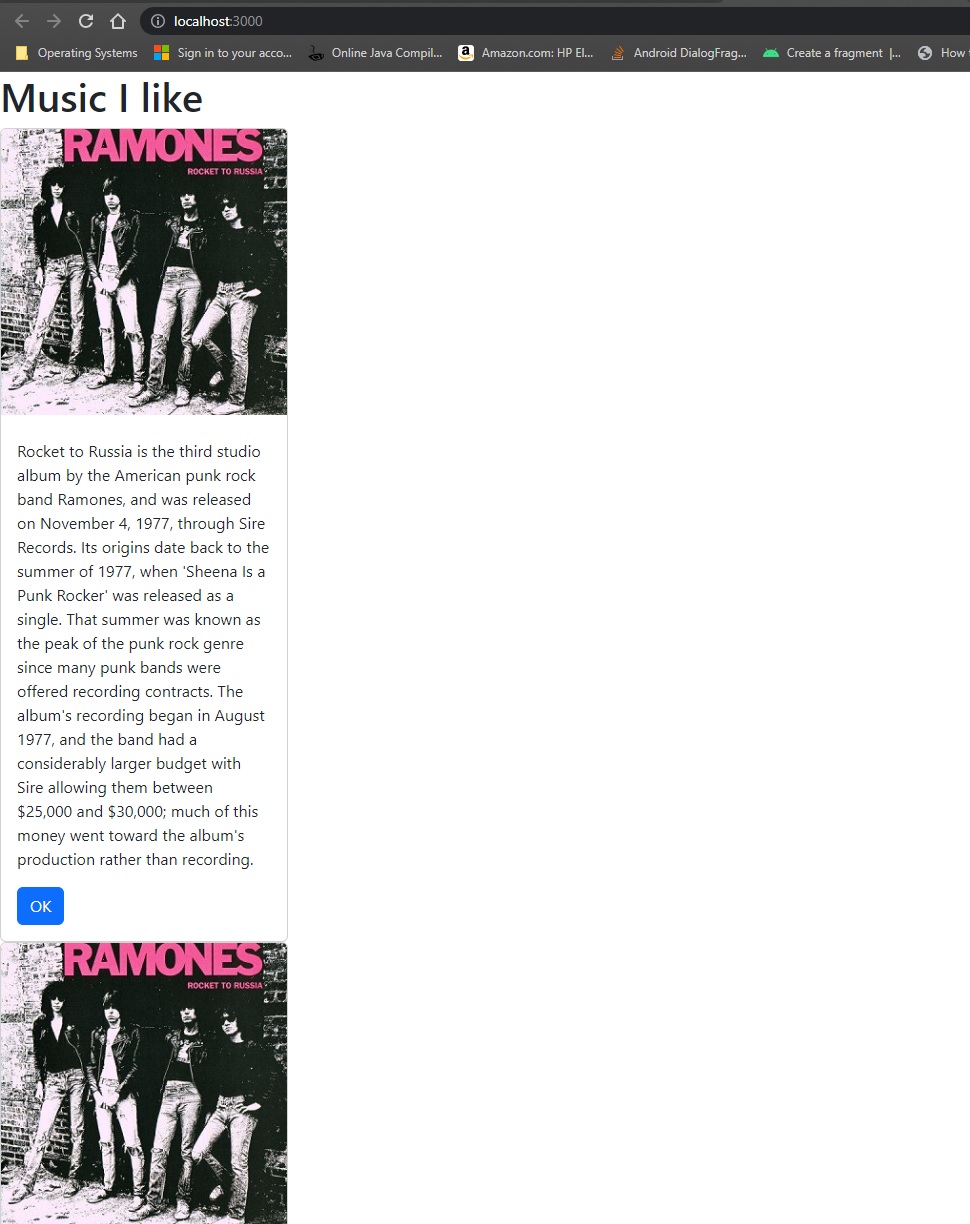 localhost:3000
Operating Systems Sign in to your acco... Online Java Compil... Amazon.com: HP El... Android DialogFrag... Create a fragment |... How
Music I like
RAMONES
ROCKET TO RUSSIA
Rocket to Russia is the third studio
album by the American punk rock
band Ramones, and was released
on November 4, 1977, through Sire
Records. Its origins date back to the
summer of 1977, when 'Sheena Is a
Punk Rocker' was released as a
single. That summer was known as
the peak of the punk rock genre
since many punk bands were
offered recording contracts. The
album's recording began in August
1977, and the band had a
considerably larger budget with
Sire allowing them between
$25,000 and $30,000; much of this
money went toward the album's
production rather than recording.
OK
RAMONES
ROCKET TO RUSSIA